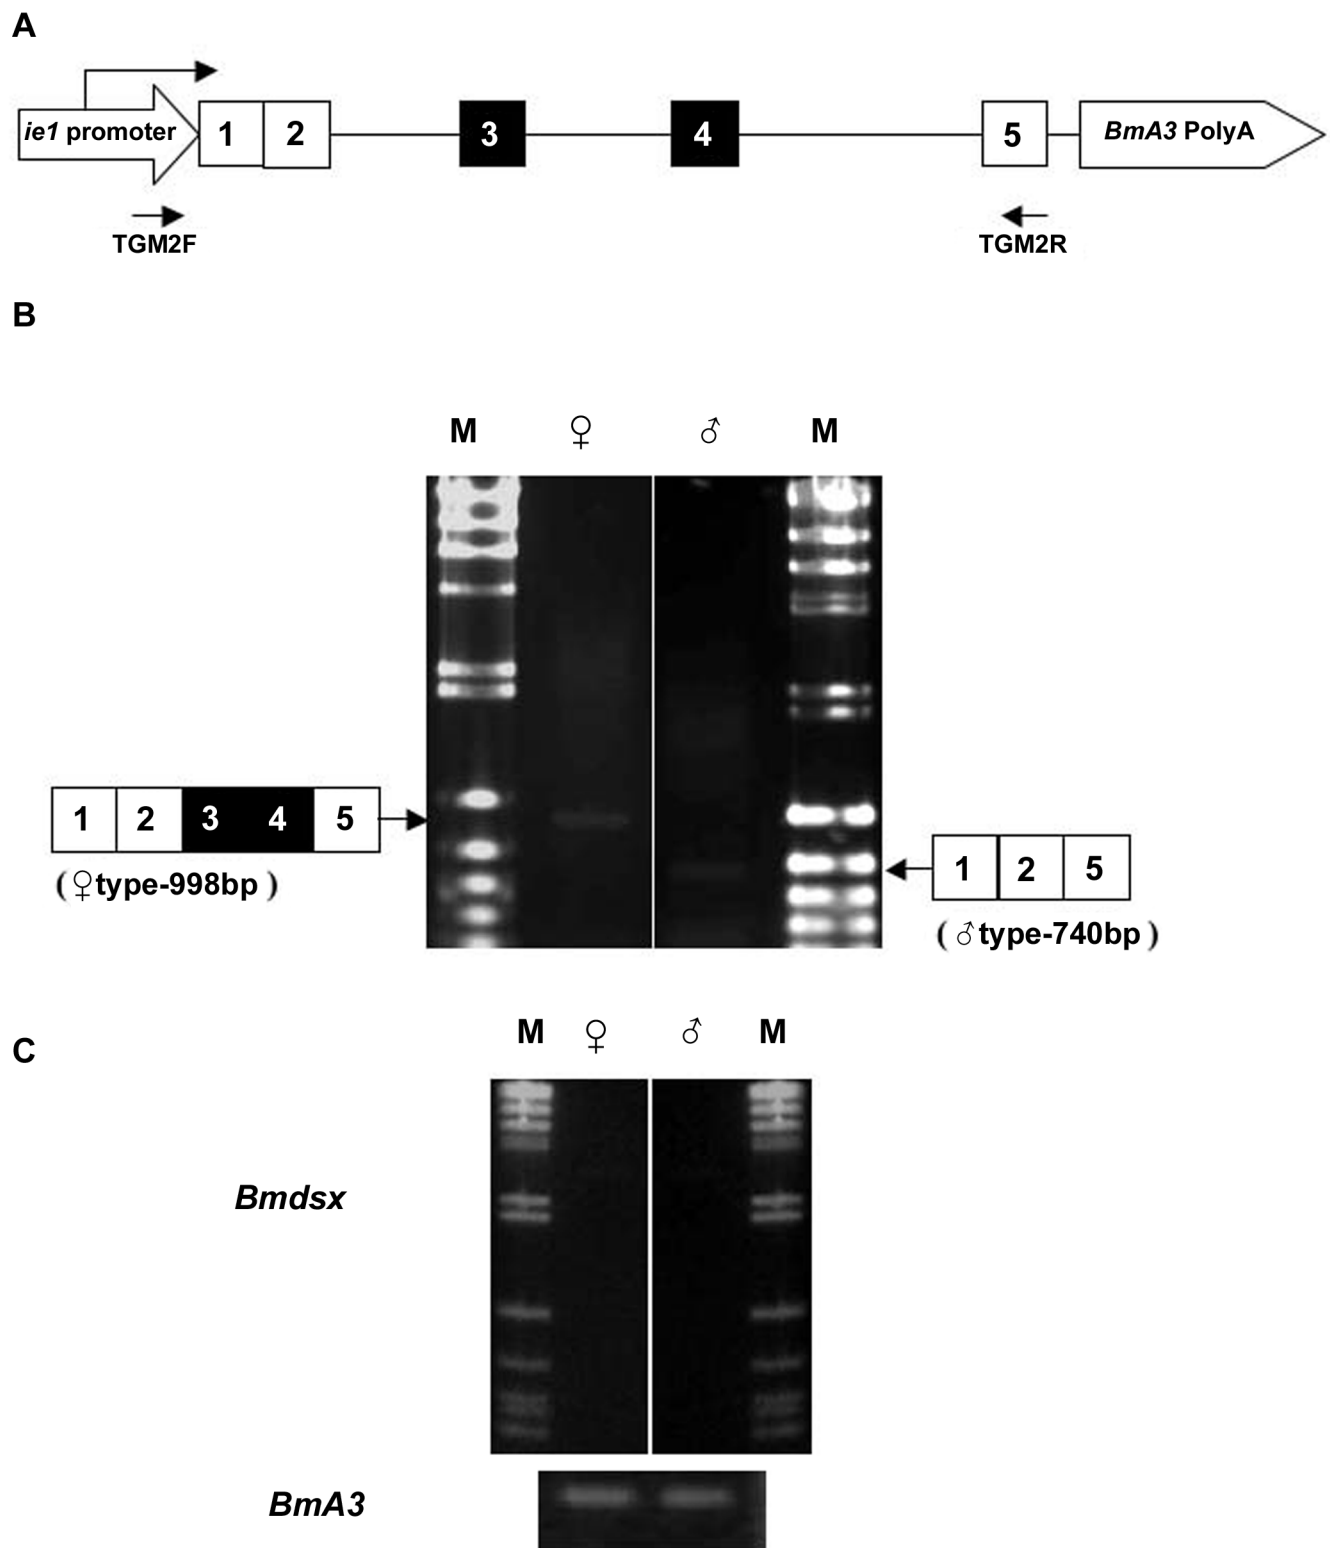 A
ie1 promoter 1 2 3 4 5 BmA3 PolyA
TGM2F TGM2R
B
M ♀ ♂ M
1 2 3 4 5
(♀type-998bp )
1 2 5
( ♂type-740bp )
C
M ♀ ♂ M
Bmdsx
BmA3